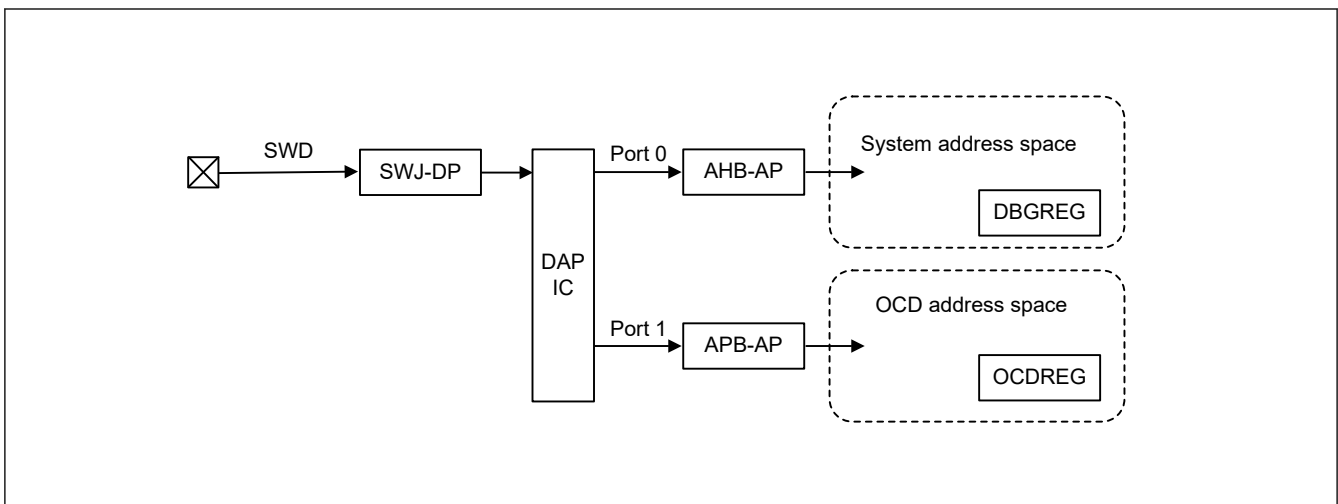 SWD
SWJ-DP
DAP
IC
Port 0
AHB-AP
System address space
DBGREG
Port 1
APB-AP
OCD address space
OCDREG